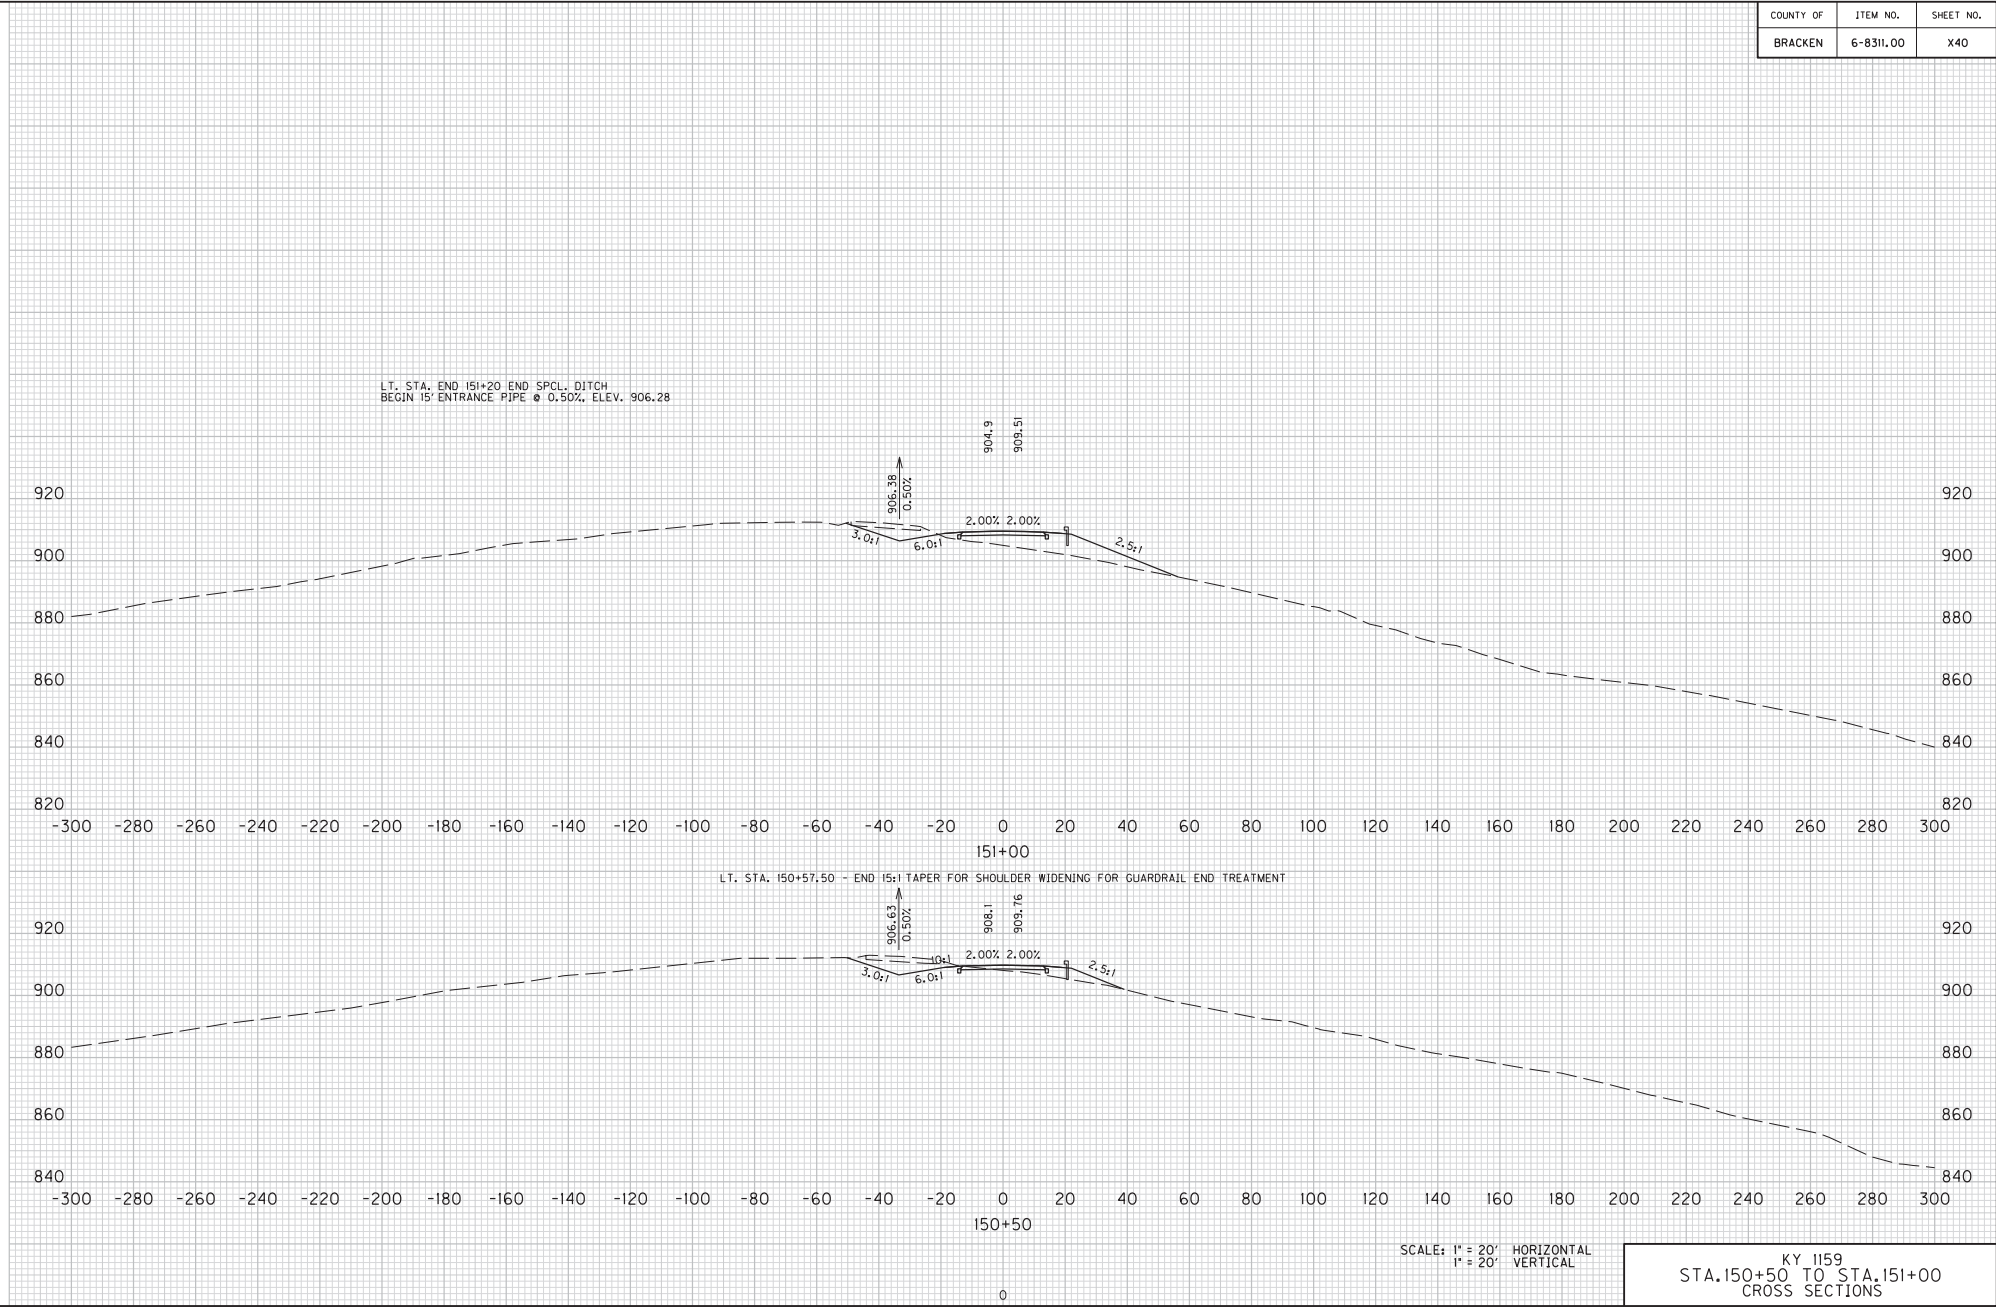 COUNTY OF ITEM NO. SHEET NO.
BRACKEN 6-8311.00 X40
LT. STA. END 151+20 END SPCL. DITCH
BEGIN 15' ENTRANCE PIPE @ 0.50%, ELEV. 906.28
904.9 909.51
906.38 0.50%
920 920
2.00% 2.00%
3.0:1 6.0:1 2.5:1
900 900
880 880
860 860
840 840
820 820
-300 -280 -260 -240 -220 -200 -180 -160 -140 -120 -100 -80 -60 -40 -20 0 20 40 60 80 100 120 140 160 180 200 220 240 260 280 300
151+00
LT. STA. 150+57.50 - END 15:1 TAPER FOR SHOULDER WIDENING FOR GUARDRAIL END TREATMENT
906.63 0.50% 908.1 909.76
920 920
10:1 2.00% 2.00%
3.0:1 6.0:1 2.5:1
900 900
880 880
860 860
840 840
-300 -280 -260 -240 -220 -200 -180 -160 -140 -120 -100 -80 -60 -40 -20 0 20 40 60 80 100 120 140 160 180 200 220 240 260 280 300
150+50
SCALE: 1" = 20' HORIZONTAL
1" = 20' VERTICAL
KY 1159
STA.150+50 TO STA.151+00
CROSS SECTIONS
0